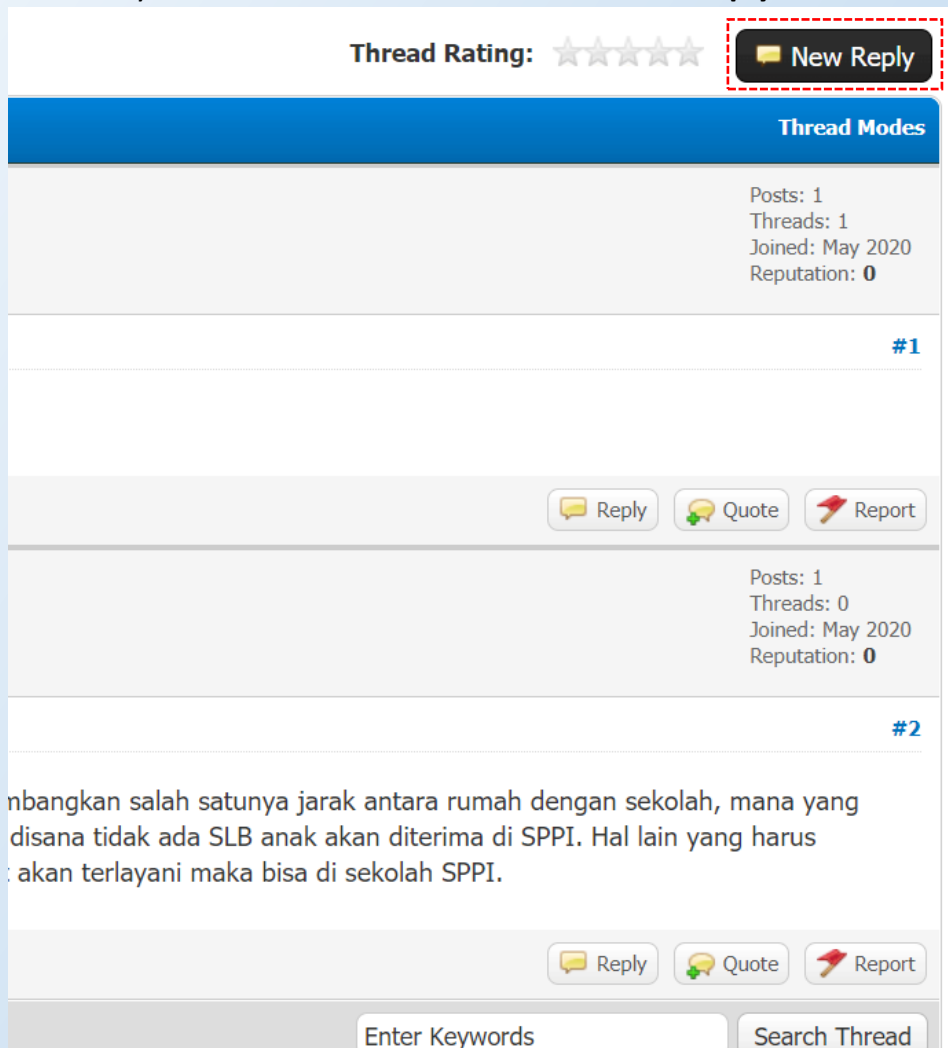 Thread Rating: New Reply
Thread Modes
Posts: 1
Threads: 1
Joined: May 2020
Reputation: 0
#1
Reply Quote Report
Posts: 1
Threads: 0
Joined: May 2020
Reputation: 0
#2
mbangkan salah satunya jarak antara rumah dengan sekolah, mana yang
disana tidak ada SLB anak akan diterima di SPPI. Hal lain yang harus
akan terlayani maka bisa di sekolah SPPI.
Reply Quote Report
Enter Keywords Search Thread